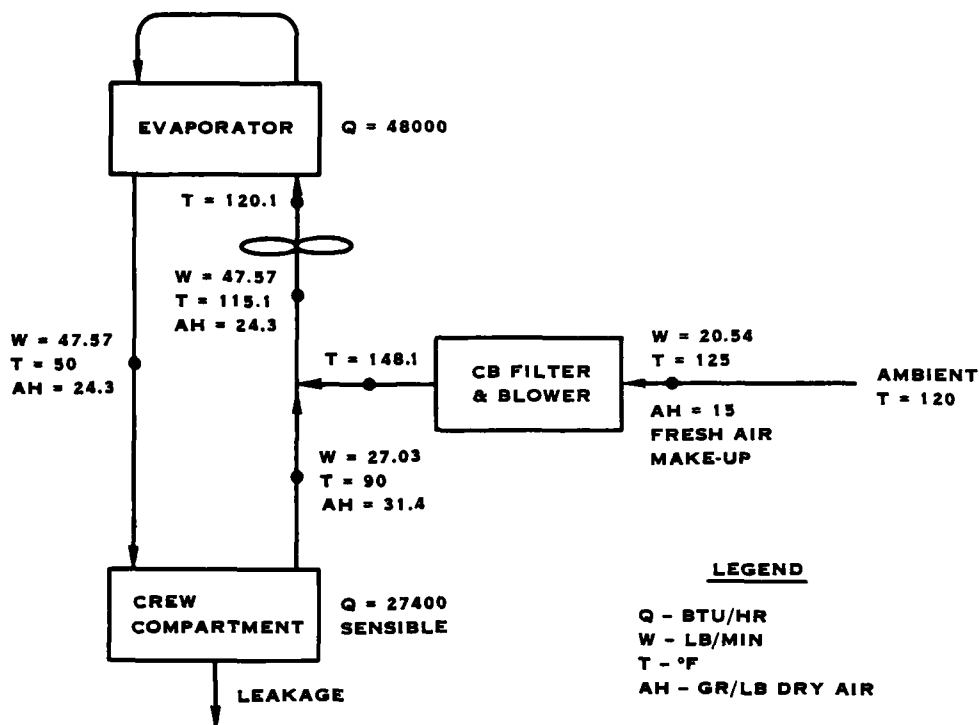 EVAPORATOR
Q = 48000
T = 120.1
W = 47.57
T = 115.1
AH = 24.3
W = 47.57
T = 50
AH = 24.3
T = 148.1
CB FILTER
& BLOWER
W = 20.54
T = 125
AH = 15
FRESH AIR
MAKE-UP
AMBIENT
T = 120
W = 27.03
T = 90
AH = 31.4
CREW
COMPARTMENT
Q = 27400
SENSIBLE
LEAKAGE
LEGEND
Q - BTU/HR
W - LB/MIN
T - °F
AH - GR/LB DRY AIR